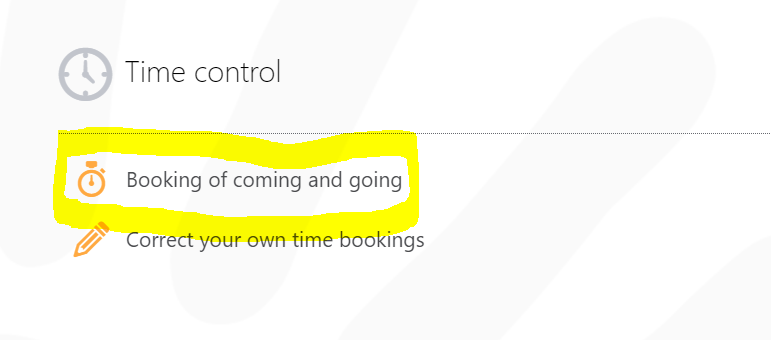 Time control
Booking of coming and going
Correct your own time bookings